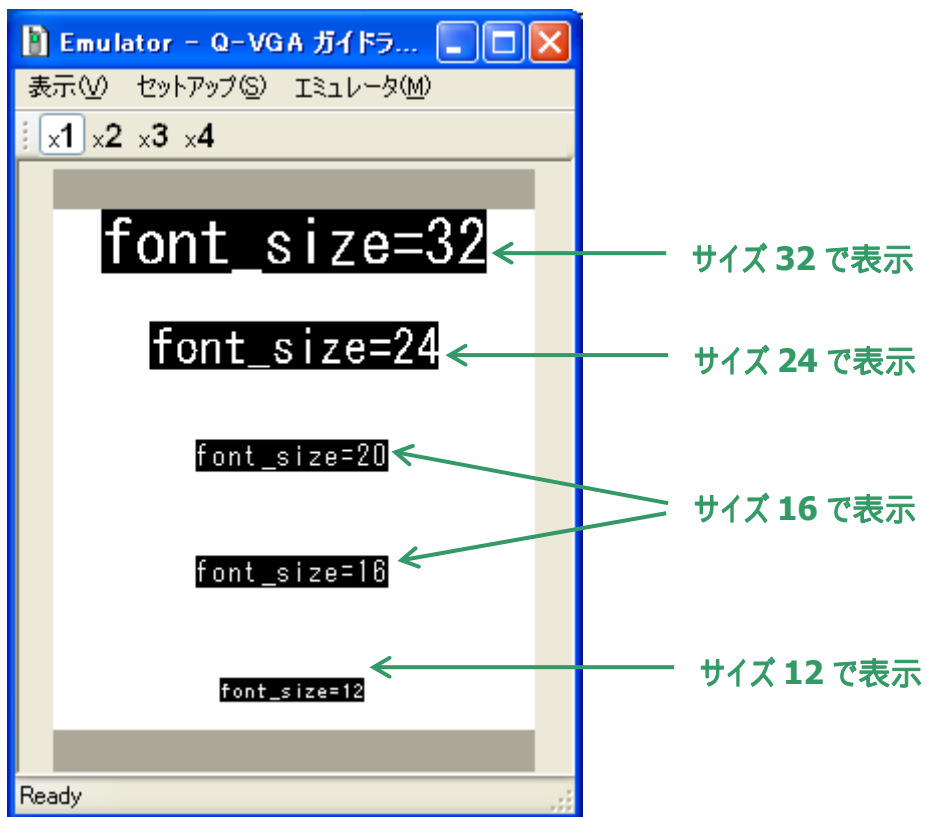 Emulator - Q-VGA ガイドラ...
表示(V) セットアップ(S) エミュレータ(M)
x1 x2 x3 x4
font_size=32
サイズ 32 で表示
font_size=24
サイズ 24 で表示
font_size=20
サイズ 16 で表示
font_size=16
font_size=12
サイズ 12 で表示
Ready